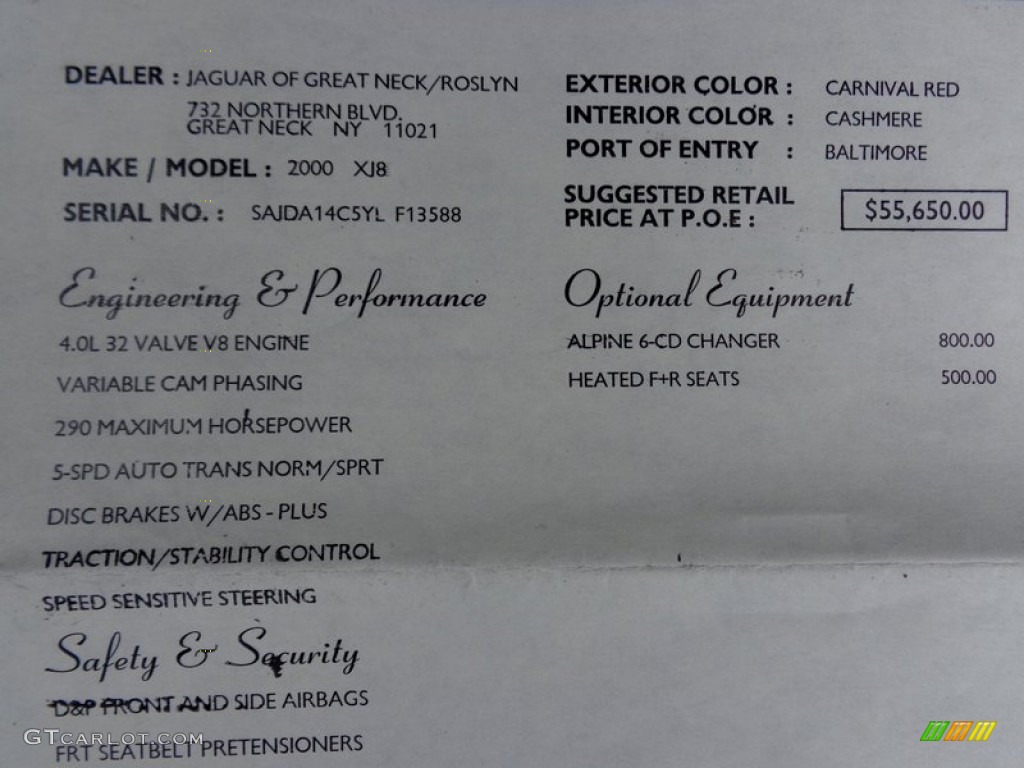 DEALER : JAGUAR OF GREAT NECK/ROSLYN
732 NORTHERN BLVD.
GREAT NECK NY 11021
MAKE / MODEL : 2000 XJ8
SERIAL NO. : SAJDA14C5YL F13588
EXTERIOR COLOR : CARNIVAL RED
INTERIOR COLOR : CASHMERE
PORT OF ENTRY : BALTIMORE
SUGGESTED RETAIL
PRICE AT P.O.E : $55,650.00
Engineering & Performance
4.0L 32 VALVE V8 ENGINE
VARIABLE CAM PHASING
290 MAXIMUM HORSEPOWER
5-SPD AUTO TRANS NORM/SPRT
DISC BRAKES W/ABS - PLUS
TRACTION/STABILITY CONTROL
SPEED SENSITIVE STEERING
Optional Equipment
ALPINE 6-CD CHANGER 800.00
HEATED F+R SEATS 500.00
Safety & Security
D&P FRONT AND SIDE AIRBAGS
FRT SEATBELT PRETENSIONERS
GTcarlot.com